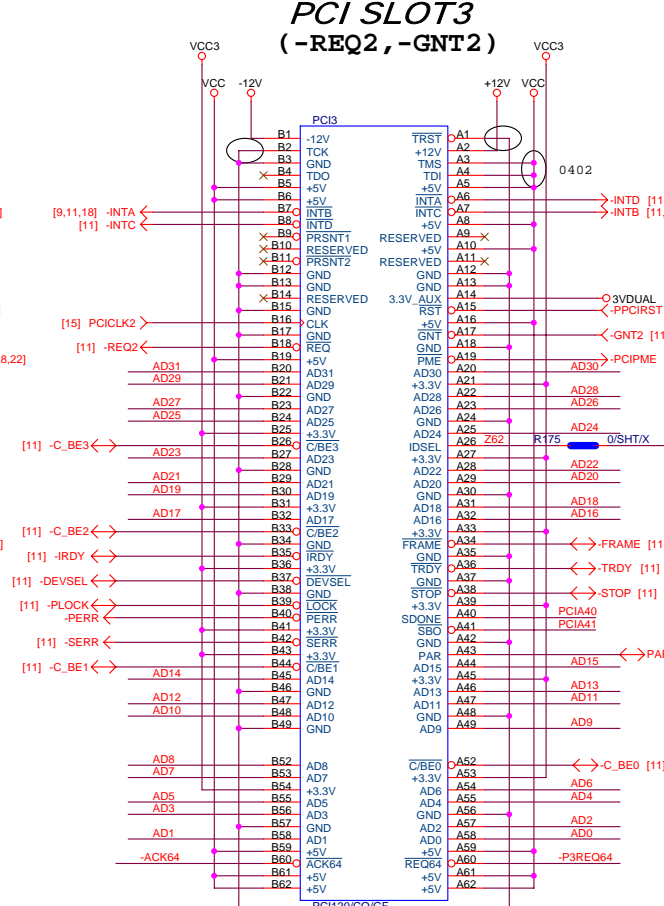 PCI SLOT3
(-REQ2,-GNT2)
VCC3 VCC3
VCC -12V +12V VCC
PCI3
B1 -12V TRST A1
B2 TCK +12V A2
B3 GND TMS A3
B4 TDO TDI A4 0402
B5 +5V +5V A5
B6 +5V INTA A6 -INTD [11
[9,11,18] -INTA B7 INTB INTC A7 -INTB [11,
[11] -INTC B8 INTD +5V A8
B9 PRSNT1 RESERVED A9
B10 RESERVED +5V A10
B11 PRSNT2 RESERVED A11
B12 GND GND A12
B13 GND GND A13
B14 RESERVED 3.3V_AUX A14 3VDUAL
B15 GND RST A15 -PPCIRST
[15] PCICLK2 B16 CLK +5V A16
B17 GND GNT A17 -GNT2 [11
[11] -REQ2 B18 REQ GND A18
8,22] B19 +5V PME A19 -PCIPME
AD31 B20 AD31 AD30 A20 AD30
AD29 B21 AD29 +3.3V A21
B22 GND AD28 A22 AD28
AD27 B23 AD27 AD26 A23 AD26
AD25 B24 AD25 GND A24
B25 +3.3V AD24 A25 AD24
[11] -C_BE3 B26 C/BE3 IDSEL A26 Z62 R175 0/SHT/X
AD23 B27 AD23 +3.3V A27
B28 GND AD22 A28 AD22
AD21 B29 AD21 AD20 A29 AD20
AD19 B30 AD19 GND A30
B31 +3.3V AD18 A31 AD18
AD17 B32 AD17 AD16 A32 AD16
[11] -C_BE2 B33 C/BE2 +3.3V A33
] B34 GND FRAME A34 -FRAME [11
[11] -IRDY B35 IRDY GND A35
B36 +3.3V TRDY A36 -TRDY [11]
[11] -DEVSEL B37 DEVSEL GND A37
B38 GND STOP A38 -STOP [11]
[11] -PLOCK B39 LOCK +3.3V A39
-PERR B40 PERR SDONE A40 PCIA40
B41 +3.3V SBO A41 PCIA41
[11] -SERR B42 SERR GND A42
B43 +3.3V PAR A43 PAR
[11] -C_BE1 B44 C/BE1 AD15 A44 AD15
AD14 B45 AD14 +3.3V A45
B46 GND AD13 A46 AD13
AD12 B47 AD12 AD11 A47 AD11
AD10 B48 AD10 GND A48
B49 GND AD9 A49 AD9
AD8 B52 AD8 C/BE0 A52 -C_BE0 [11]
AD7 B53 AD7 +3.3V A53
B54 +3.3V AD6 A54 AD6
AD5 B55 AD5 AD4 A55 AD4
AD3 B56 AD3 GND A56
B57 GND AD2 A57 AD2
AD1 B58 AD1 AD0 A58 AD0
B59 +5V +5V A59
-ACK64 B60 ACK64 REQ64 A60 -P3REQ64
B61 +5V +5V A61
B62 +5V +5V A62
PCI120/CO/GF